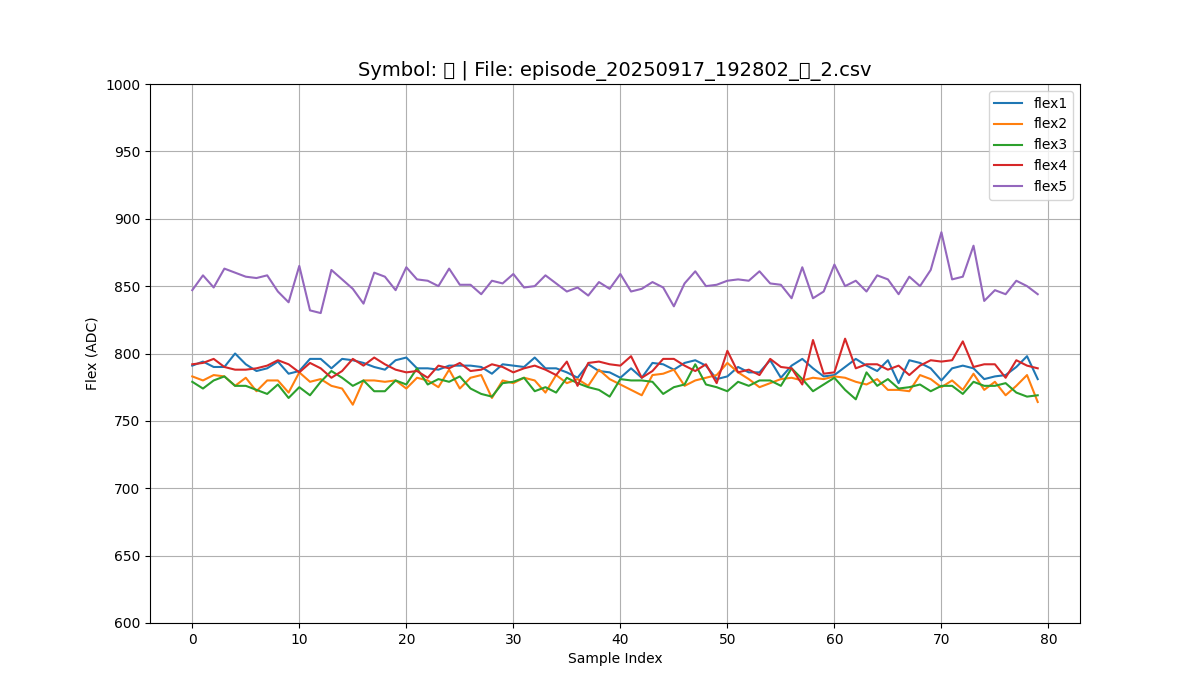 Symbol: | File: episode_20250917_192802_ _2.csv
1000
950
900
850
800
750
700
650
600
Flex (ADC)
0 10 20 30 40 50 60 70 80
Sample Index
flex1
flex2
flex3
flex4
flex5